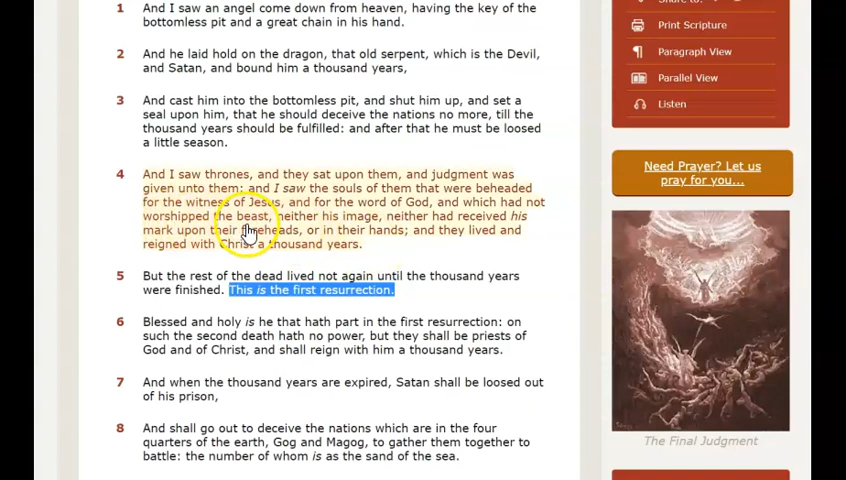 1 And I saw an angel come down from heaven, having the key of the
bottomless pit and a great chain in his hand.
2 And he laid hold on the dragon, that old serpent, which is the Devil,
and Satan, and bound him a thousand years,
3 And cast him into the bottomless pit, and shut him up, and set a
seal upon him, that he should deceive the nations no more, till the
thousand years should be fulfilled: and after that he must be loosed
a little season.
4 And I saw thrones, and they sat upon them, and judgment was
given unto them: and I saw the souls of them that were beheaded
for the witness of Jesus, and for the word of God, and which had not
worshipped the beast, neither his image, neither had received his
mark upon their foreheads, or in their hands; and they lived and
reigned with Christ a thousand years.
5 But the rest of the dead lived not again until the thousand years
were finished. This is the first resurrection.
6 Blessed and holy is he that hath part in the first resurrection: on
such the second death hath no power, but they shall be priests of
God and of Christ, and shall reign with him a thousand years.
7 And when the thousand years are expired, Satan shall be loosed out
of his prison,
8 And shall go out to deceive the nations which are in the four
quarters of the earth, Gog and Magog, to gather them together to
battle: the number of whom is as the sand of the sea.
Share to:
Print Scripture
Paragraph View
Parallel View
Listen
Need Prayer? Let us
pray for you...
The Final Judgment